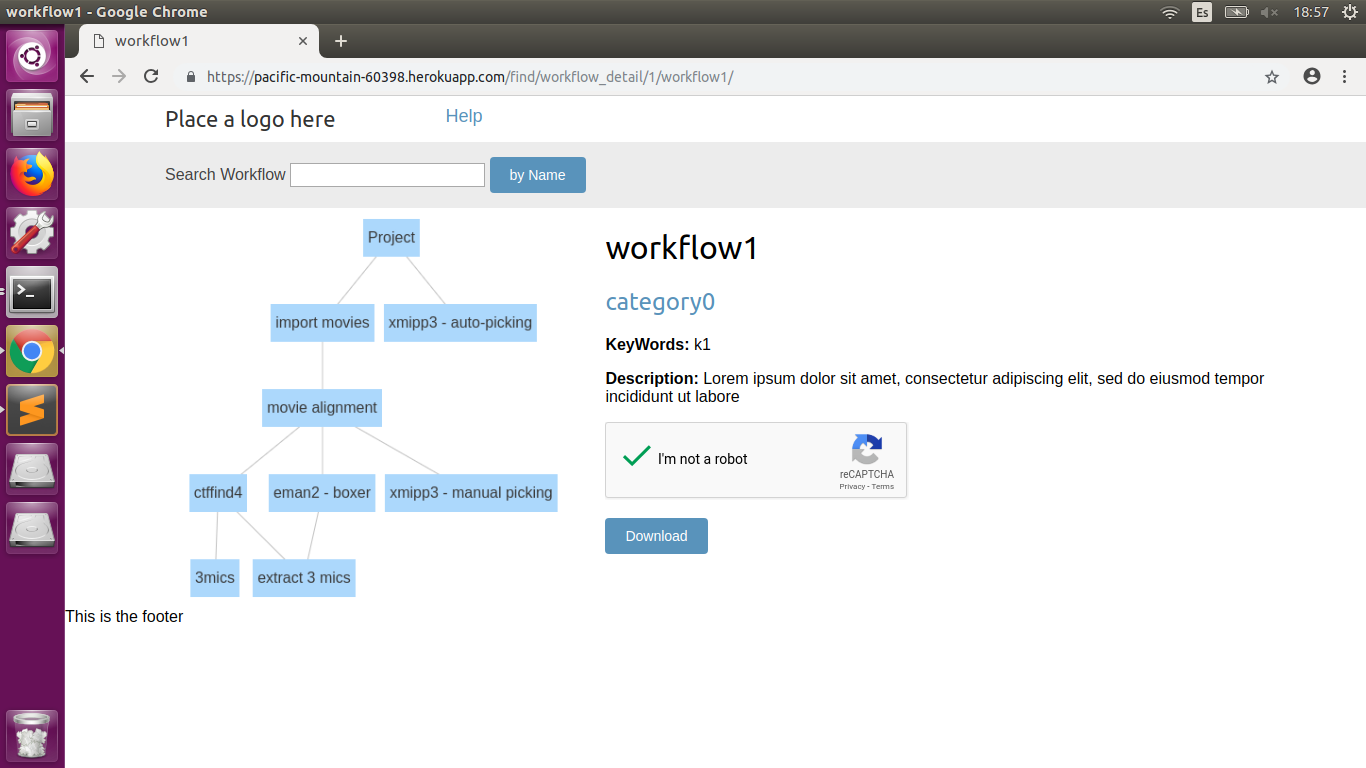 workflow1 - Google Chrome
Es
18:57
workflow1
https://pacific-mountain-60398.herokuapp.com/find/workflow_detail/1/workflow1/
Place a logo here
Help
Search Workflow
by Name
Project
import movies
xmipp3 - auto-picking
movie alignment
ctffind4
eman2 - boxer
xmipp3 - manual picking
3mics
extract 3 mics
workflow1
category0
KeyWords: k1
Description: Lorem ipsum dolor sit amet, consectetur adipiscing elit, sed do eiusmod tempor
incididunt ut labore
I'm not a robot
reCAPTCHA
Privacy - Terms
Download
This is the footer